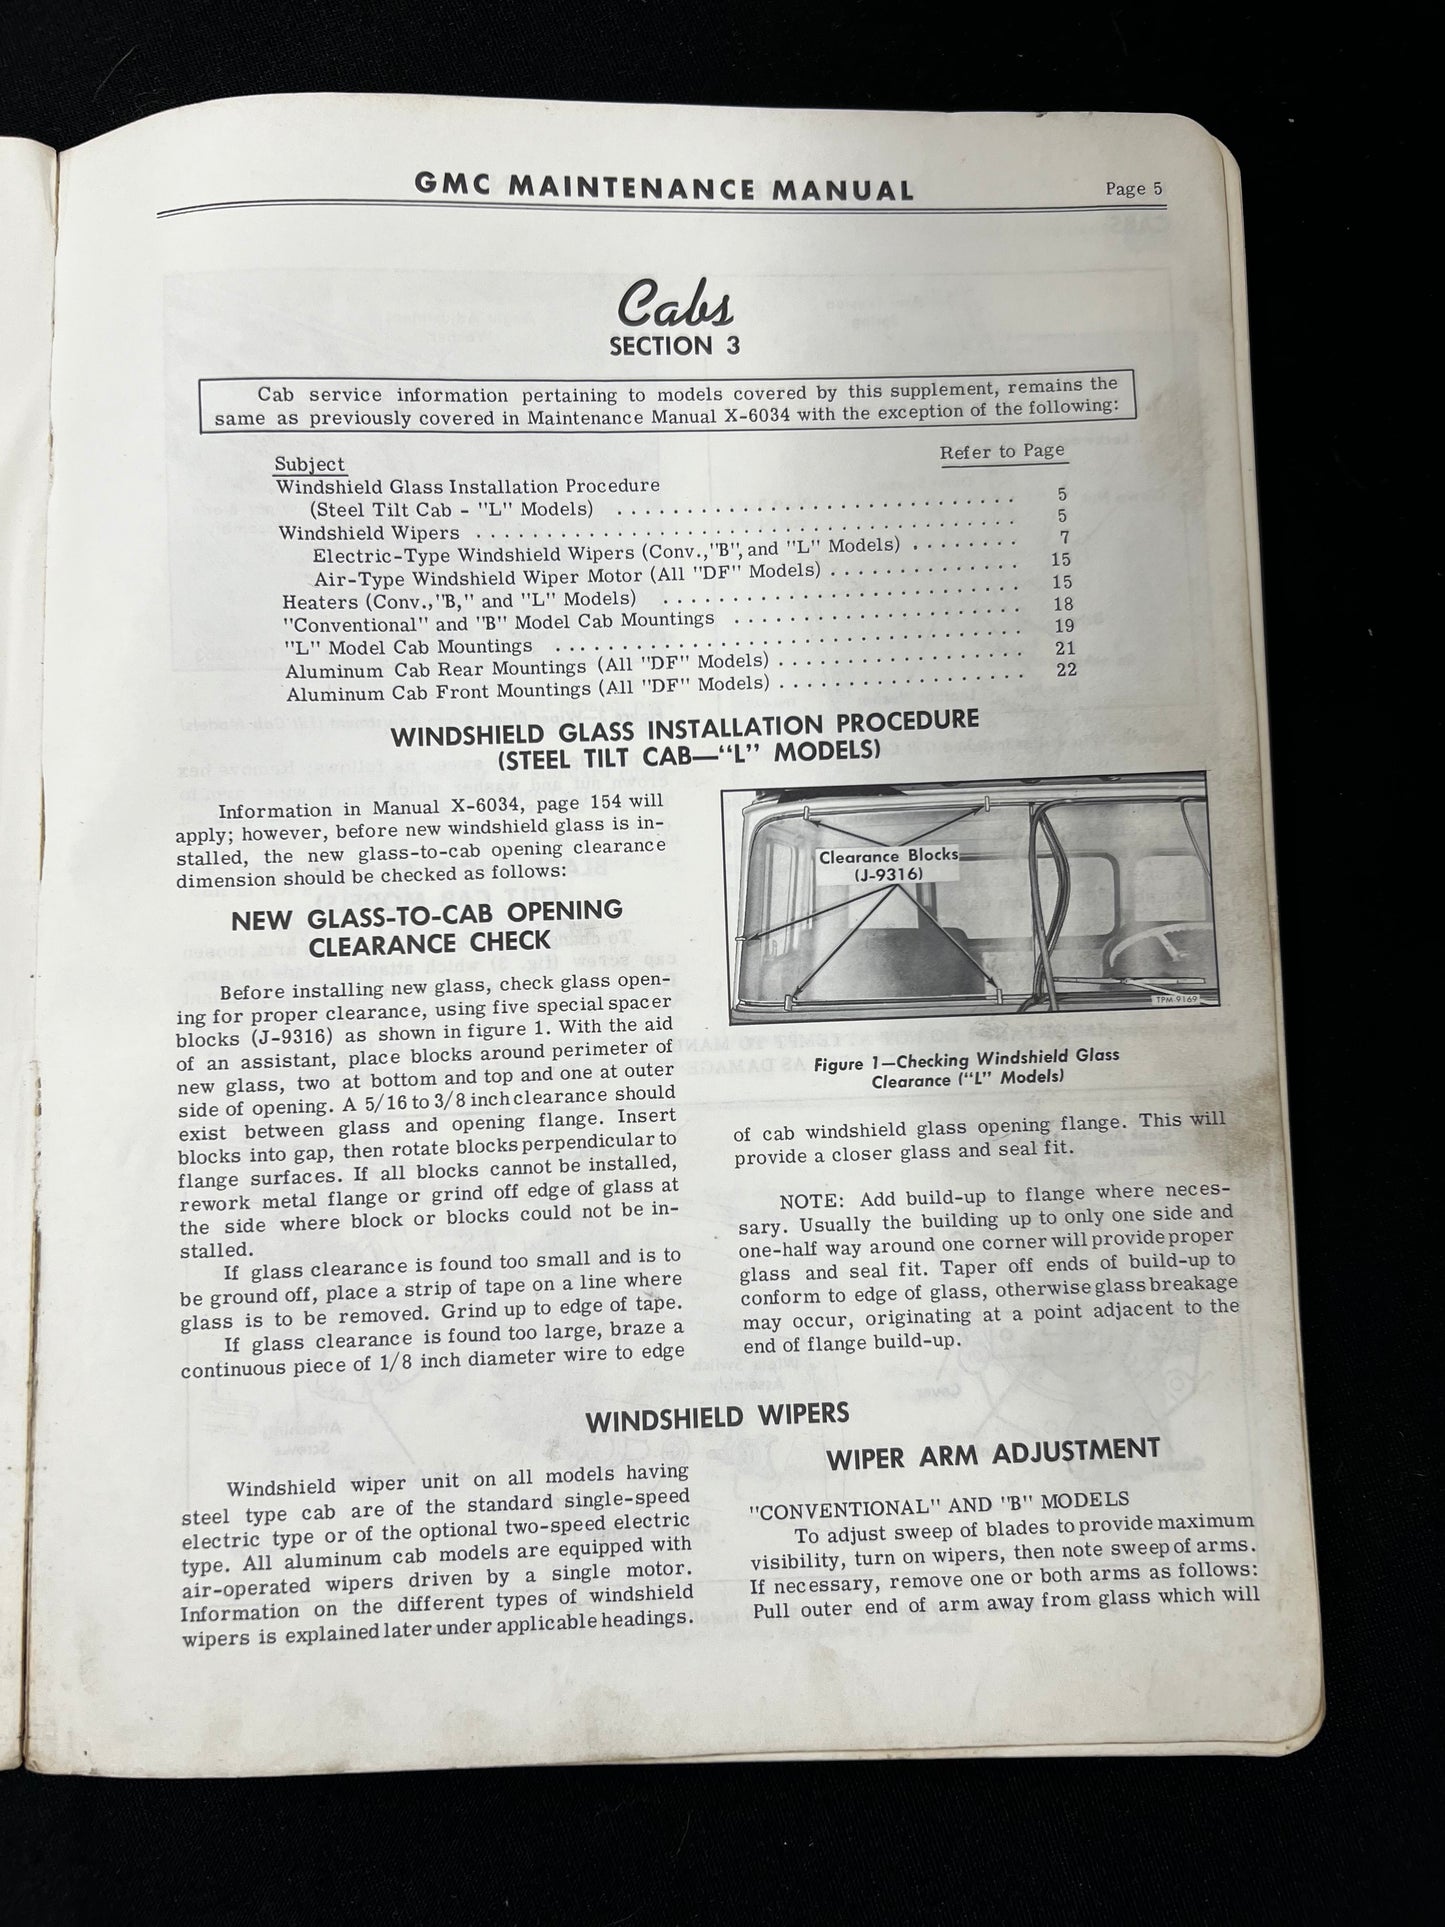 GMC MAINTENANCE MANUAL
Page 5
Cabs
SECTION 3
Cab service information pertaining to models covered by this supplement, remains the
same as previously covered in Maintenance Manual X-6034 with the exception of the following:
Subject
Refer to Page
Windshield Glass Installation Procedure
(Steel Tilt Cab - "L" Models) . . . . . . . . . . . . . . . . . . . . 5
Windshield Wipers . . . . . . . . . . . . . . . . . . . . . . . . . . . 5
Electric-Type Windshield Wipers (Conv.,"B", and "L" Models) . . . . . . . . 7
Air-Type Windshield Wiper Motor (All "DF" Models) . . . . . . . . . . . . . 15
Heaters (Conv.,"B," and "L" Models) . . . . . . . . . . . . . . . . . . . 15
"Conventional" and "B" Model Cab Mountings . . . . . . . . . . . . . . . 18
"L" Model Cab Mountings . . . . . . . . . . . . . . . . . . . . . . . . 19
Aluminum Cab Rear Mountings (All "DF" Models) . . . . . . . . . . . . . . . 21
Aluminum Cab Front Mountings (All "DF" Models) . . . . . . . . . . . . . . . 22
WINDSHIELD GLASS INSTALLATION PROCEDURE
(STEEL TILT CAB—"L" MODELS)
Information in Manual X-6034, page 154 will
apply; however, before new windshield glass is in-
stalled, the new glass-to-cab opening clearance
dimension should be checked as follows:
NEW GLASS-TO-CAB OPENING
CLEARANCE CHECK
Before installing new glass, check glass open-
ing for proper clearance, using five special spacer
blocks (J-9316) as shown in figure 1. With the aid
of an assistant, place blocks around perimeter of
new glass, two at bottom and top and one at outer
side of opening. A 5/16 to 3/8 inch clearance should
exist between glass and opening flange. Insert
blocks into gap, then rotate blocks perpendicular to
flange surfaces. If all blocks cannot be installed,
rework metal flange or grind off edge of glass at
the side where block or blocks could not be in-
stalled.
If glass clearance is found too small and is to
be ground off, place a strip of tape on a line where
glass is to be removed. Grind up to edge of tape.
If glass clearance is found too large, braze a
continuous piece of 1/8 inch diameter wire to edge
Clearance Blocks
(J-9316)
TPM 9169
Figure 1—Checking Windshield Glass
Clearance ("L" Models)
of cab windshield glass opening flange. This will
provide a closer glass and seal fit.
NOTE: Add build-up to flange where neces-
sary. Usually the building up to only one side and
one-half way around one corner will provide proper
glass and seal fit. Taper off ends of build-up to
conform to edge of glass, otherwise glass breakage
may occur, originating at a point adjacent to the
end of flange build-up.
WINDSHIELD WIPERS
Windshield wiper unit on all models having
steel type cab are of the standard single-speed
electric type or of the optional two-speed electric
type. All aluminum cab models are equipped with
air-operated wipers driven by a single motor.
Information on the different types of windshield
wipers is explained later under applicable headings.
WIPER ARM ADJUSTMENT
"CONVENTIONAL" AND "B" MODELS
To adjust sweep of blades to provide maximum
visibility, turn on wipers, then note sweep of arms.
If necessary, remove one or both arms as follows:
Pull outer end of arm away from glass which will